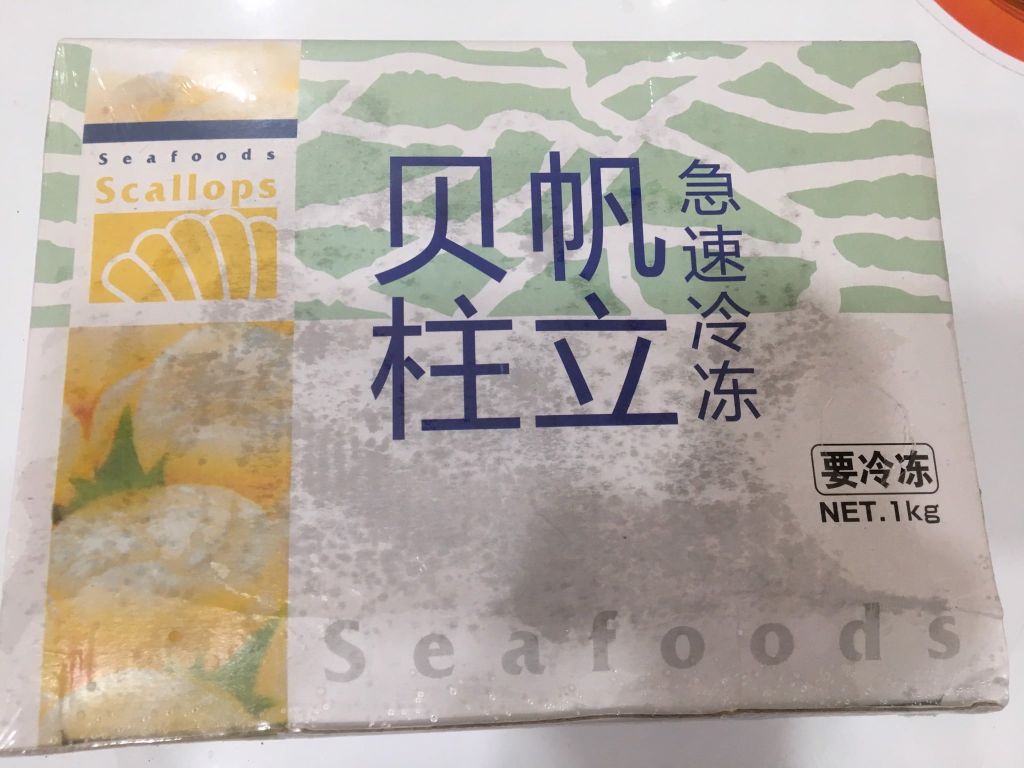 Seafoods
Scallops
急速冷冻
帆立
贝柱
要冷冻
NET.1kg
Seafoods